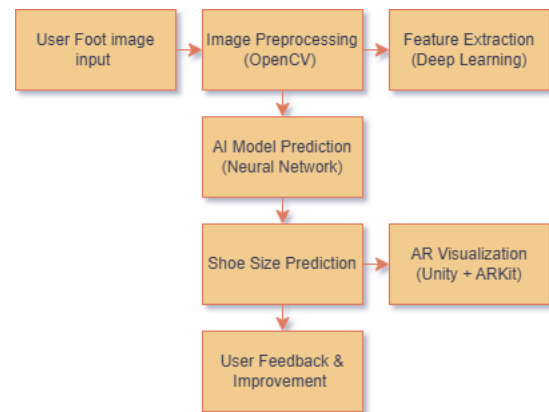 User Foot image
input
Image Preprocessing
(OpenCV)
Feature Extraction
(Deep Learning)
AI Model Prediction
(Neural Network)
Shoe Size Prediction
AR Visualization
(Unity + ARKit)
User Feedback &
Improvement